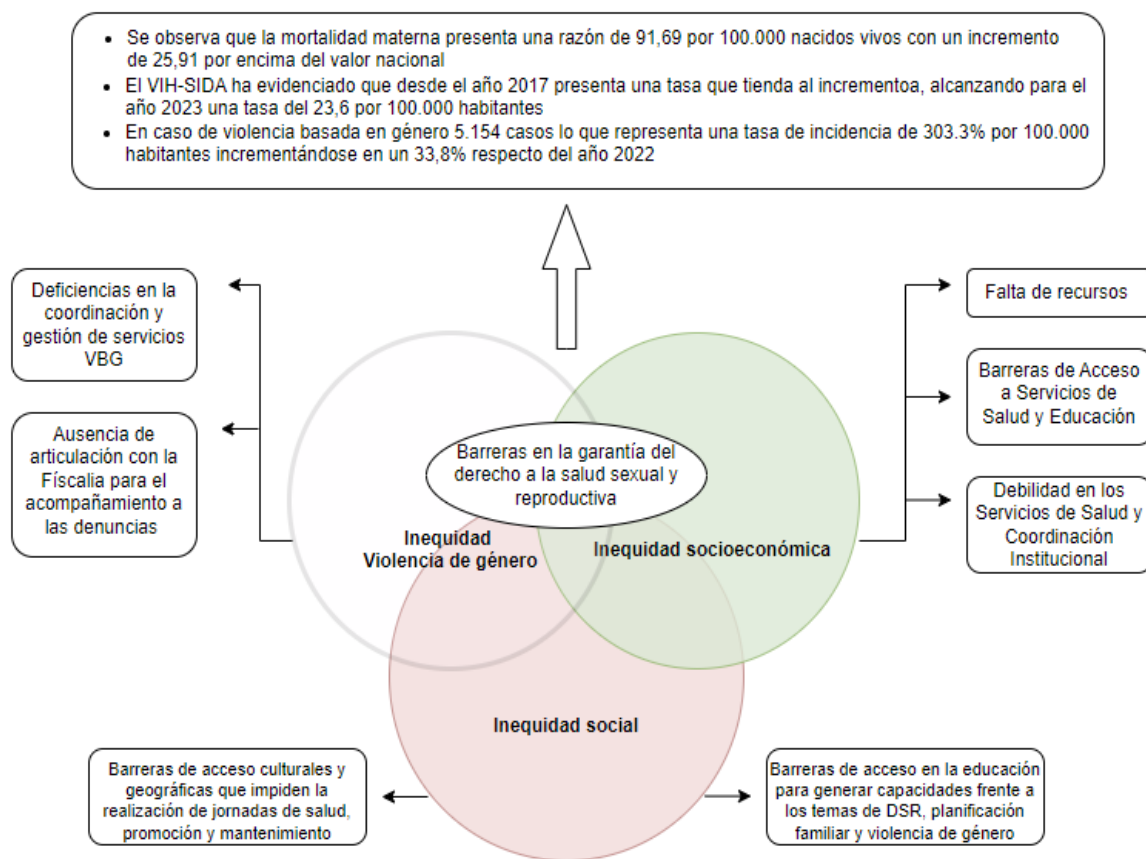 • Se observa que la mortalidad materna presenta una razón de 91,69 por 100.000 nacidos vivos con un incremento
de 25,91 por encima del valor nacional
• El VIH-SIDA ha evidenciado que desde el año 2017 presenta una tasa que tienda al incrementoa, alcanzando para el
año 2023 una tasa del 23,6 por 100.000 habitantes
• En caso de violencia basada en género 5.154 casos lo que representa una tasa de incidencia de 303.3% por 100.000
habitantes incrementándose en un 33,8% respecto del año 2022
Deficiencias en la
coordinación y
gestión de servicios
VBG
Ausencia de
articulación con la
Físcalia para el
acompañamiento a
las denuncias
Falta de recursos
Barreras de Acceso
a Servicios de
Salud y Educación
Debilidad en los
Servicios de Salud y
Coordinación
Institucional
Barreras en la garantía del
derecho a la salud sexual y
reproductiva
Inequidad
Violencia de género
Inequidad socioeconómica
Inequidad social
Barreras de acceso culturales y
geográficas que impiden la
realización de jornadas de salud,
promoción y mantenimiento
Barreras de acceso en la educación
para generar capacidades frente a
los temas de DSR, planificación
familiar y violencia de género